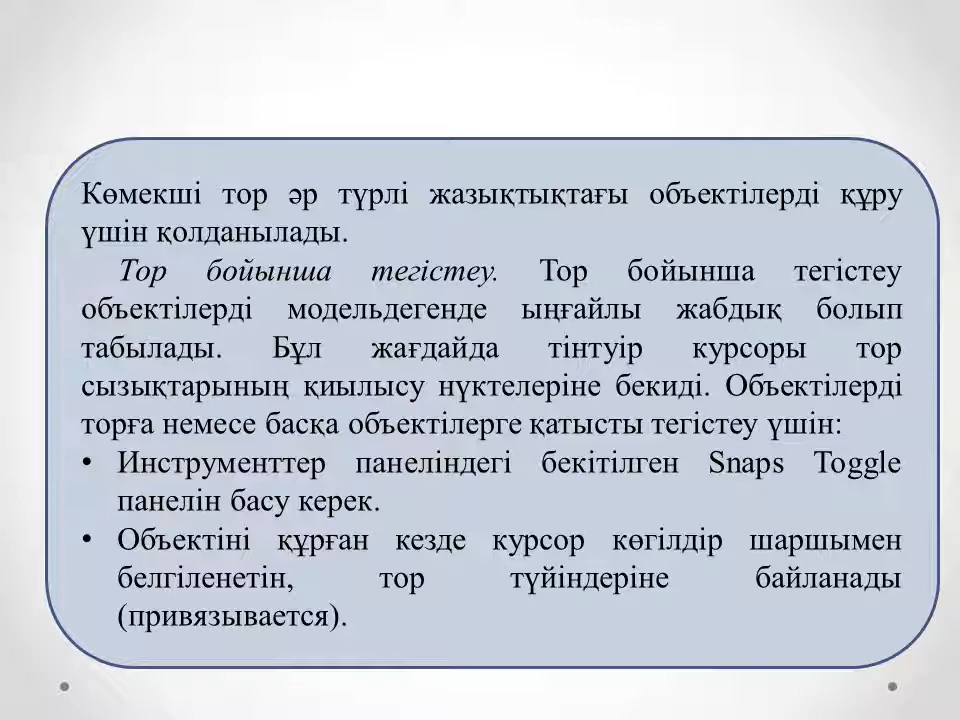 Көмекші тор әр түрлі жазықтықтағы объектілерді құру
үшін қолданылады.
Тор бойынша тегістеу. Тор бойынша тегістеу
объектілерді модельдегенде ыңғайлы жабдық болып
табылады. Бұл жағдайда тінтуір курсоры тор
сызықтарының қиылысу нүктелеріне бекиді. Объектілерді
торға немесе басқа объектілерге қатысты тегістеу үшін:
• Инструменттер панеліндегі бекітілген Snaps Toggle
панелін басу керек.
• Объектіні құрған кезде курсор көгілдір шаршымен
белгіленетін, тор түйіндеріне байланады
(привязывается).